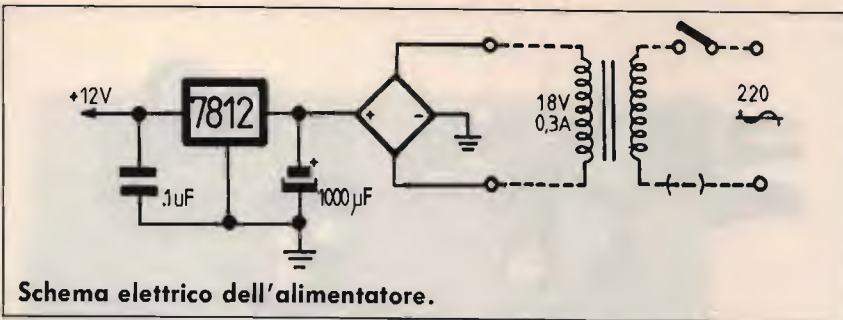 +12V
7812
.1uF
+
1000µF
+
-
18V
0,3A
220
Schema elettrico dell'alimentatore.